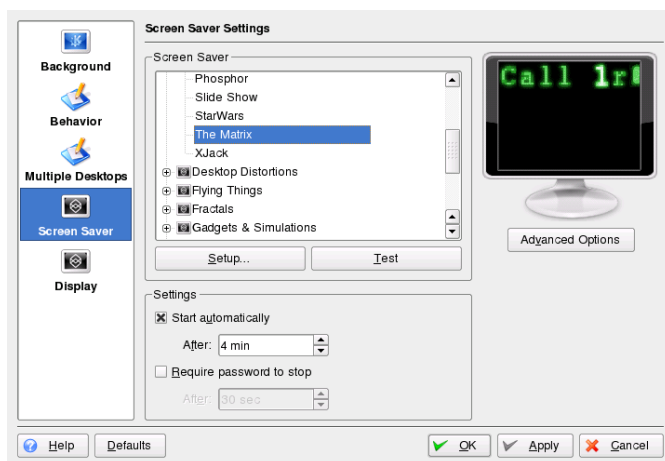 Screen Saver Settings
Background
Behavior
Multiple Desktops
Screen Saver
Display
Screen Saver
Phosphor
Slide Show
StarWars
The Matrix
XJack
Desktop Distortions
Flying Things
Fractals
Gadgets & Simulations
Setup...
Test
Call 1r
Advanced Options
Settings
Start automatically
After: 4 min
Require password to stop
After: 30 sec
Help
Defaults
OK
Apply
Cancel